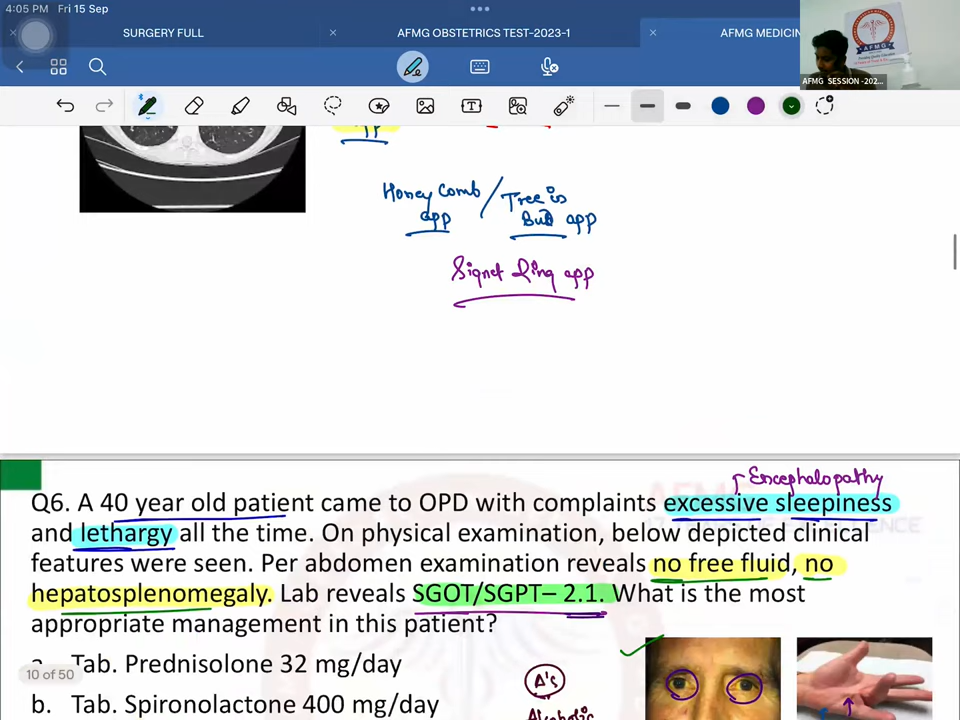 4:05 PM Fri 15 Sep
SURGERY FULL
AFMG OBSTETRICS TEST-2023-1
AFMG MEDICIN
AFMG
AFMG SESSION -202...
Honey Comb / Tree is
app Bud app
Signet Ring app
Encephalopathy
Q6. A 40 year old patient came to OPD with complaints excessive sleepiness
and lethargy all the time. On physical examination, below depicted clinical
features were seen. Per abdomen examination reveals no free fluid, no
hepatosplenomegaly. Lab reveals SGOT/SGPT– 2.1. What is the most
appropriate management in this patient?
Tab. Prednisolone 32 mg/day
10 of 50
b. Tab. Spironolactone 400 mg/day
A's
Alcoholic